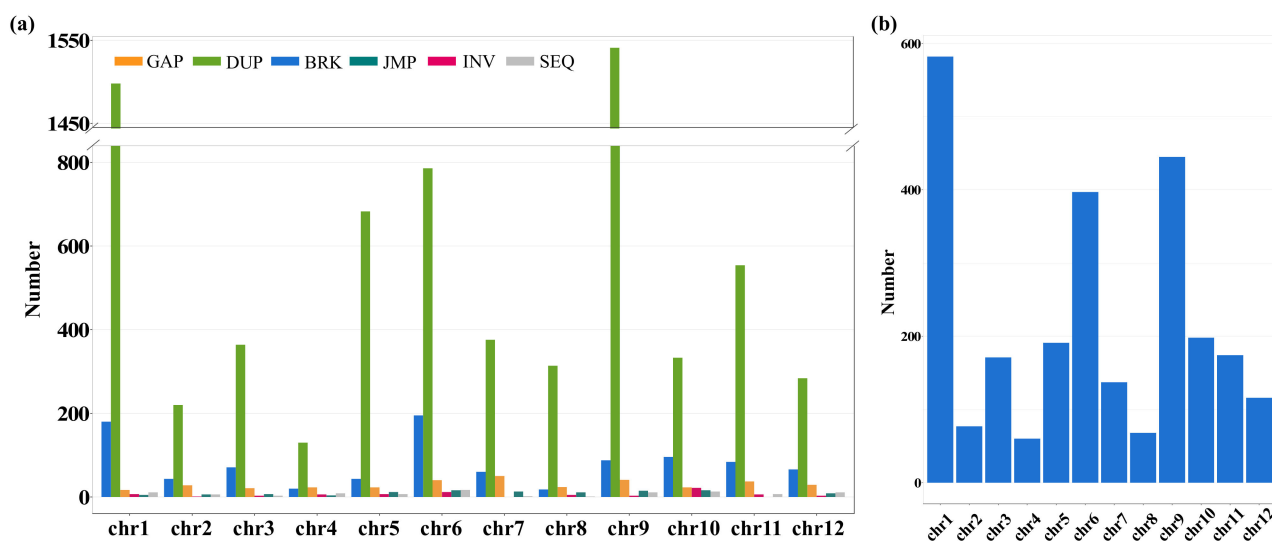 (a)
1550
GAP DUP BRK JMP INV SEQ
1450
800
600
400
200
0
Number
chr1 chr2 chr3 chr4 chr5 chr6 chr7 chr8 chr9 chr10 chr11 chr12
(b)
600
400
200
0
Number
chr1 chr2 chr3 chr4 chr5 chr6 chr7 chr8 chr9 chr10 chr11 chr12